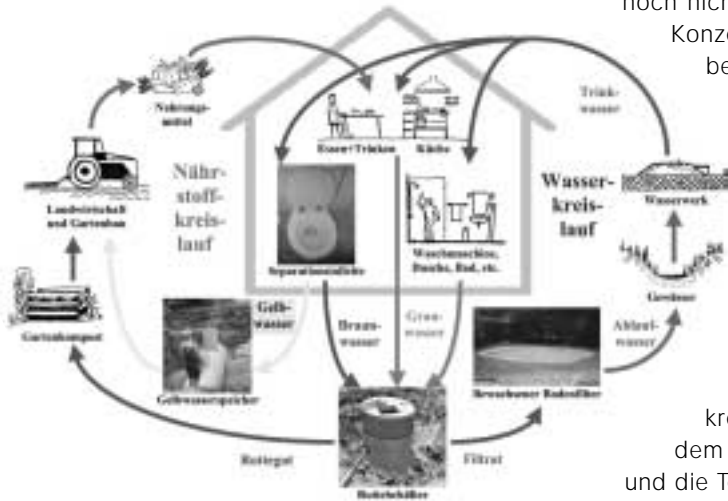 noch nich
Konze
be
Nahrungs-
mittel
Trink-
wasser
Essen+Trinken
Küche
Landwirtschaft
und Gartenbau
Nähr-
stoff-
kreis-
lauf
Wasser-
kreis-
lauf
Wasserwerk
Separationstoilette
Waschmaschine,
Dusche, Bad, etc.
Gewässer
Gartenkompost
Gelb-
wasser
Braun-
wasser
Grau-
wasser
Ablauf-
wasser
Gelbwasserspeicher
Bewachsener Bodenfilter
Rottegut
Filtrat
Rottebehälter
kre
dem
und die T